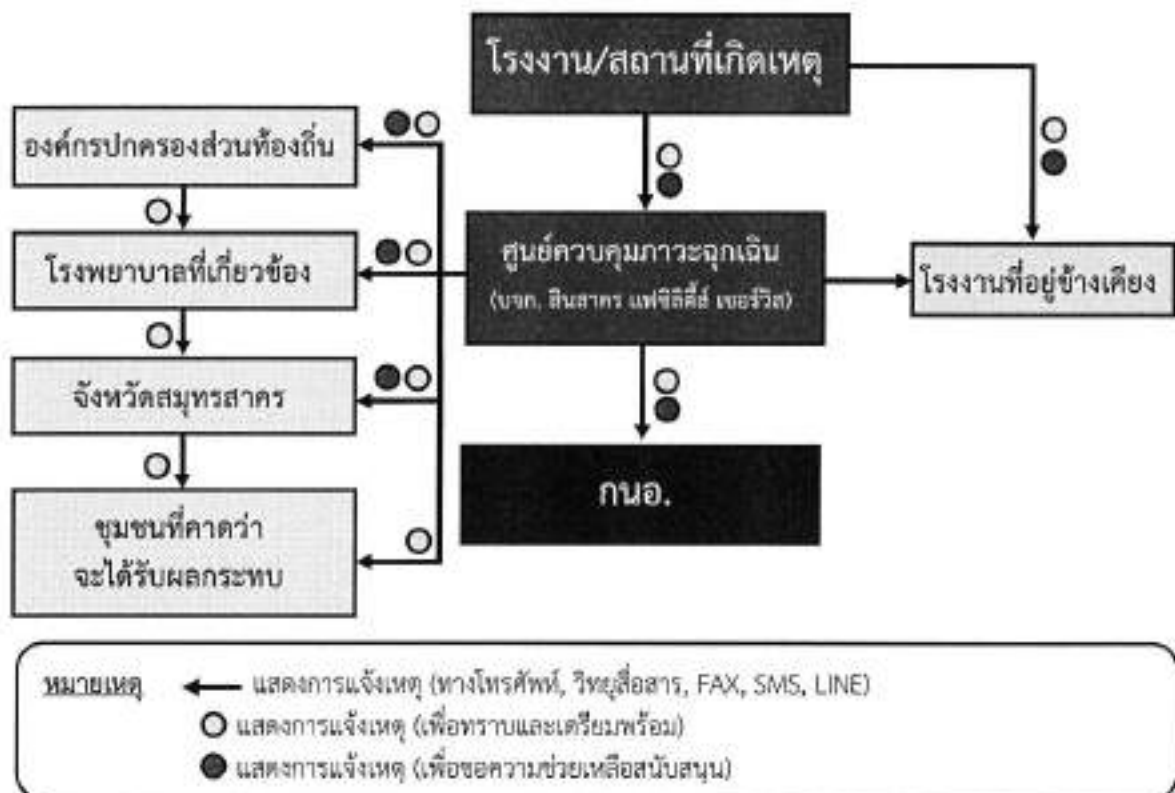 โรงงาน/สถานที่เกิดเหตุ
องค์กรปกครองส่วนท้องถิ่น
โรงพยาบาลที่เกี่ยวข้อง
ศูนย์ควบคุมภาวะฉุกเฉิน
(บจก. สินสาคร แฟซิลิตี้ส์ เซอร์วิส)
โรงงานที่อยู่ข้างเคียง
จังหวัดสมุทรสาคร
กนอ.
ชุมชนที่คาดว่า
จะได้รับผลกระทบ
หมายเหตุ แสดงการแจ้งเหตุ (ทางโทรศัพท์, วิทยุสื่อสาร, FAX, SMS, LINE)
แสดงการแจ้งเหตุ (เพื่อทราบและเตรียมพร้อม)
แสดงการแจ้งเหตุ (เพื่อขอความช่วยเหลือสนับสนุน)